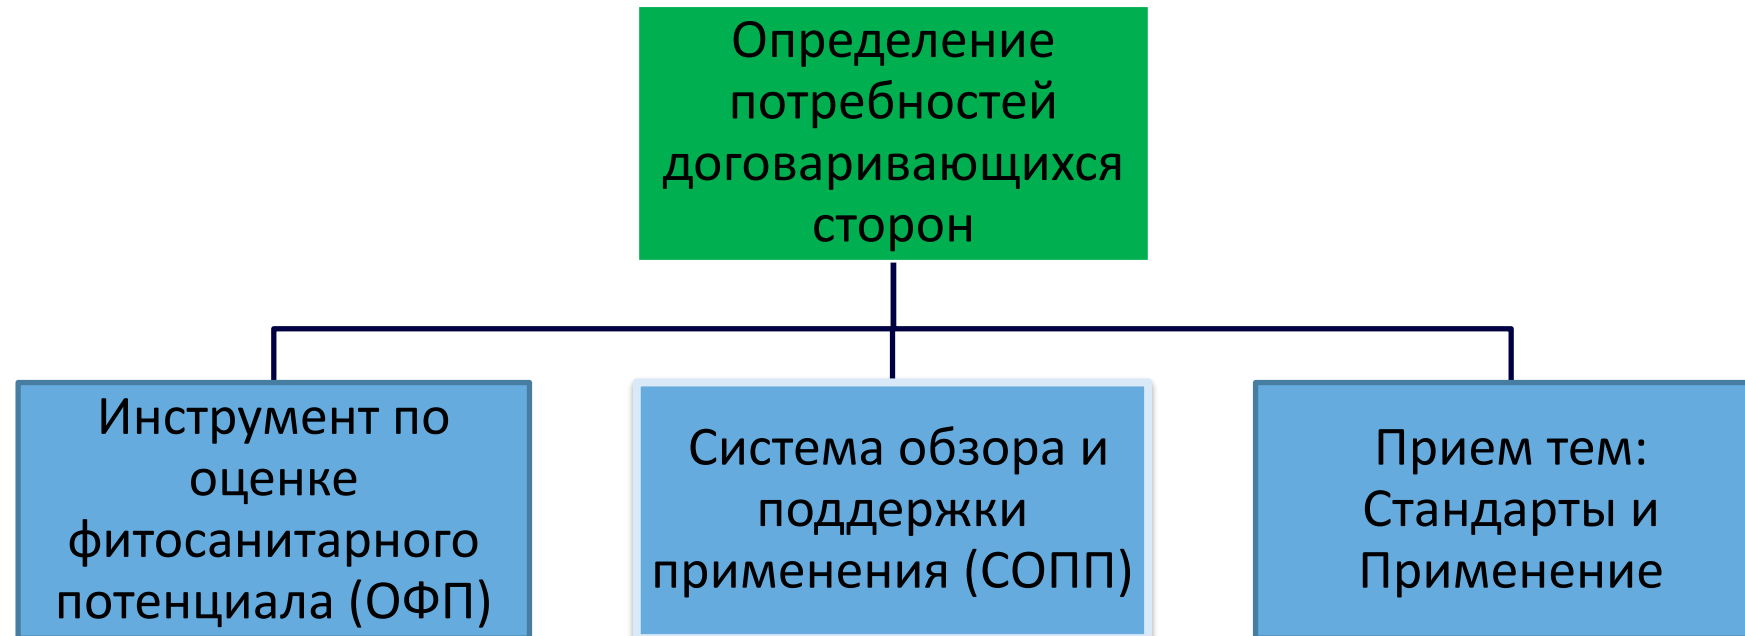 Определение
потребностей
договаривающихся
сторон
Инструмент по
оценке
фитосанитарного
потенциала (ОФП)
Система обзора и
поддержки
применения (СОПП)
Прием тем:
Стандарты и
Применение